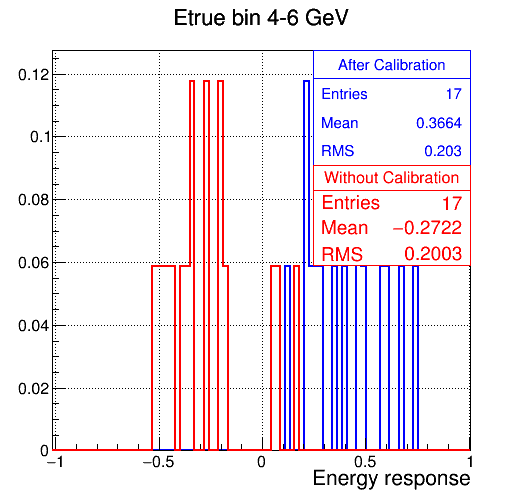 Etrue bin 4-6 GeV
After Calibration
Entries 17
Mean 0.3664
RMS 0.203
Without Calibration
Entries 17
Mean −0.2722
RMS 0.2003
0.12
0.1
0.08
0.06
0.04
0.02
0
−1 −0.5 0 0.5 1
Energy response